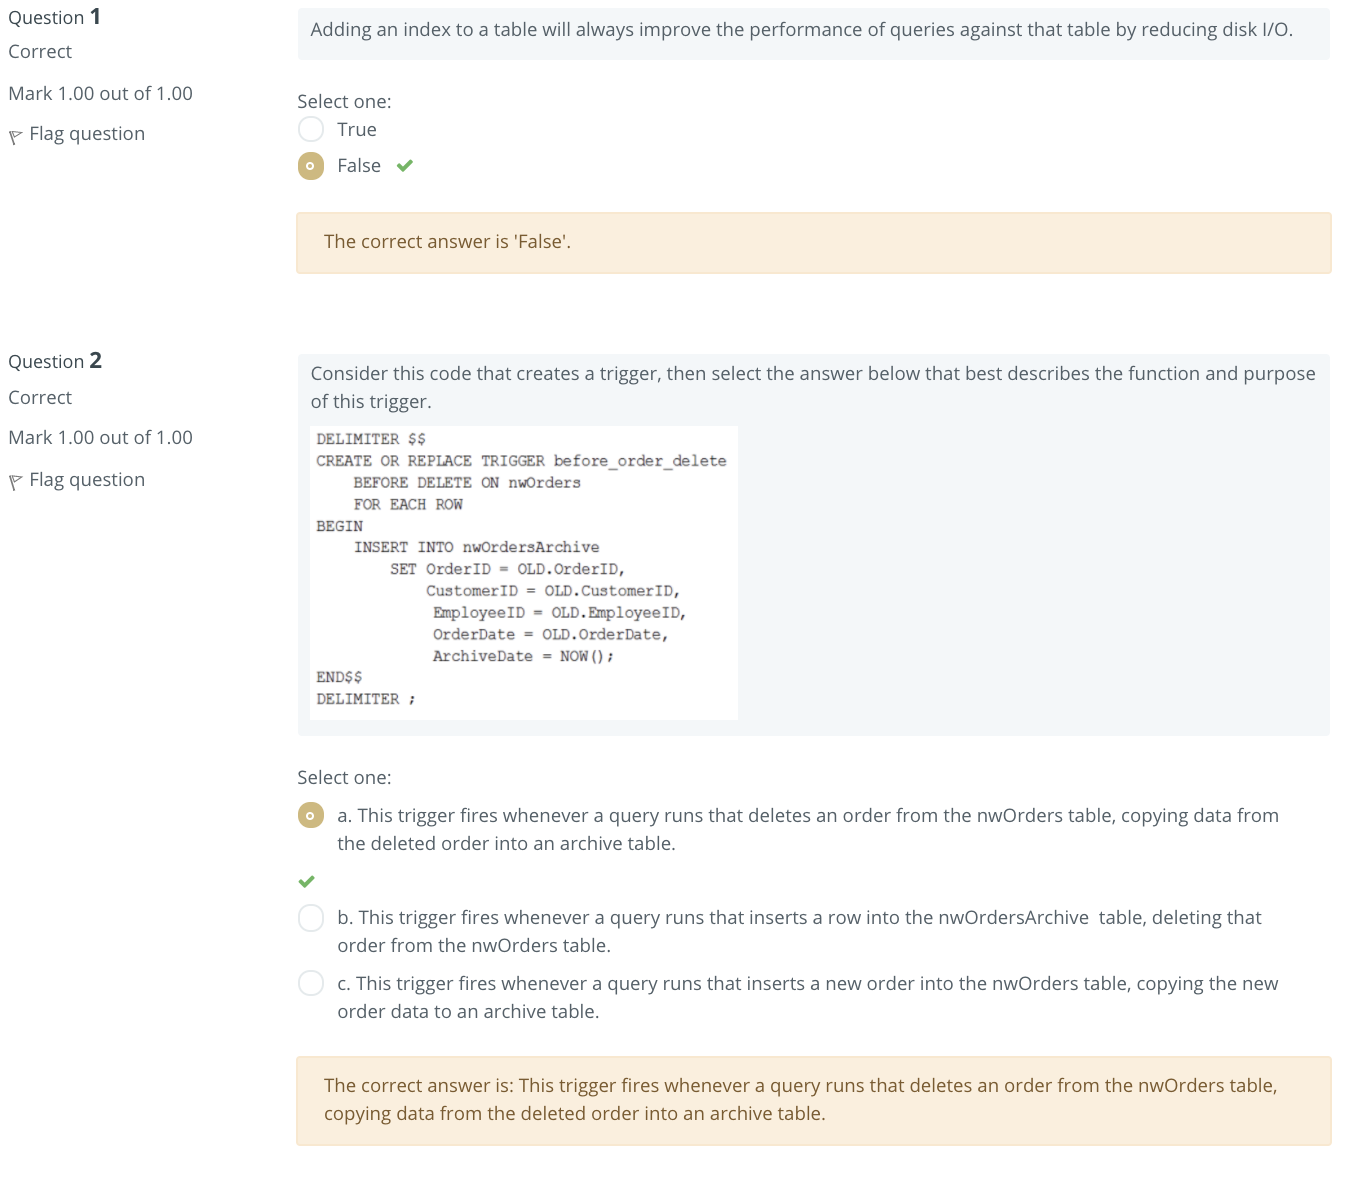 Question 1
Correct
Mark 1.00 out of 1.00
Flag question
Adding an index to a table will always improve the performance of queries against that table by reducing disk I/O.
Select one:
True
False
The correct answer is 'False'.
Question 2
Correct
Mark 1.00 out of 1.00
Flag question
Consider this code that creates a trigger, then select the answer below that best describes the function and purpose
of this trigger.
DELIMITER $$
CREATE OR REPLACE TRIGGER before_order_delete
    BEFORE DELETE ON nwOrders
    FOR EACH ROW
BEGIN
    INSERT INTO nwOrdersArchive
        SET OrderID = OLD.OrderID,
            CustomerID = OLD.CustomerID,
            EmployeeID = OLD.EmployeeID,
            OrderDate = OLD.OrderDate,
            ArchiveDate = NOW();
END$$
DELIMITER ;
Select one:
a. This trigger fires whenever a query runs that deletes an order from the nwOrders table, copying data from
the deleted order into an archive table.
b. This trigger fires whenever a query runs that inserts a row into the nwOrdersArchive  table, deleting that
order from the nwOrders table.
c. This trigger fires whenever a query runs that inserts a new order into the nwOrders table, copying the new
order data to an archive table.
The correct answer is: This trigger fires whenever a query runs that deletes an order from the nwOrders table,
copying data from the deleted order into an archive table.